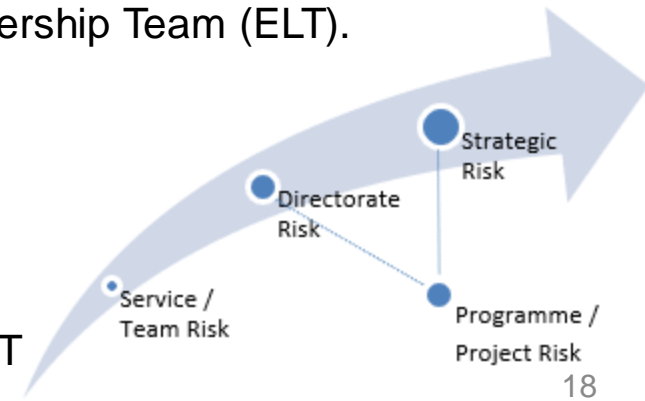 ership Team (ELT).
Strategic
Risk
Directorate
Risk
Service /
Team Risk
Programme /
Project Risk
T
18